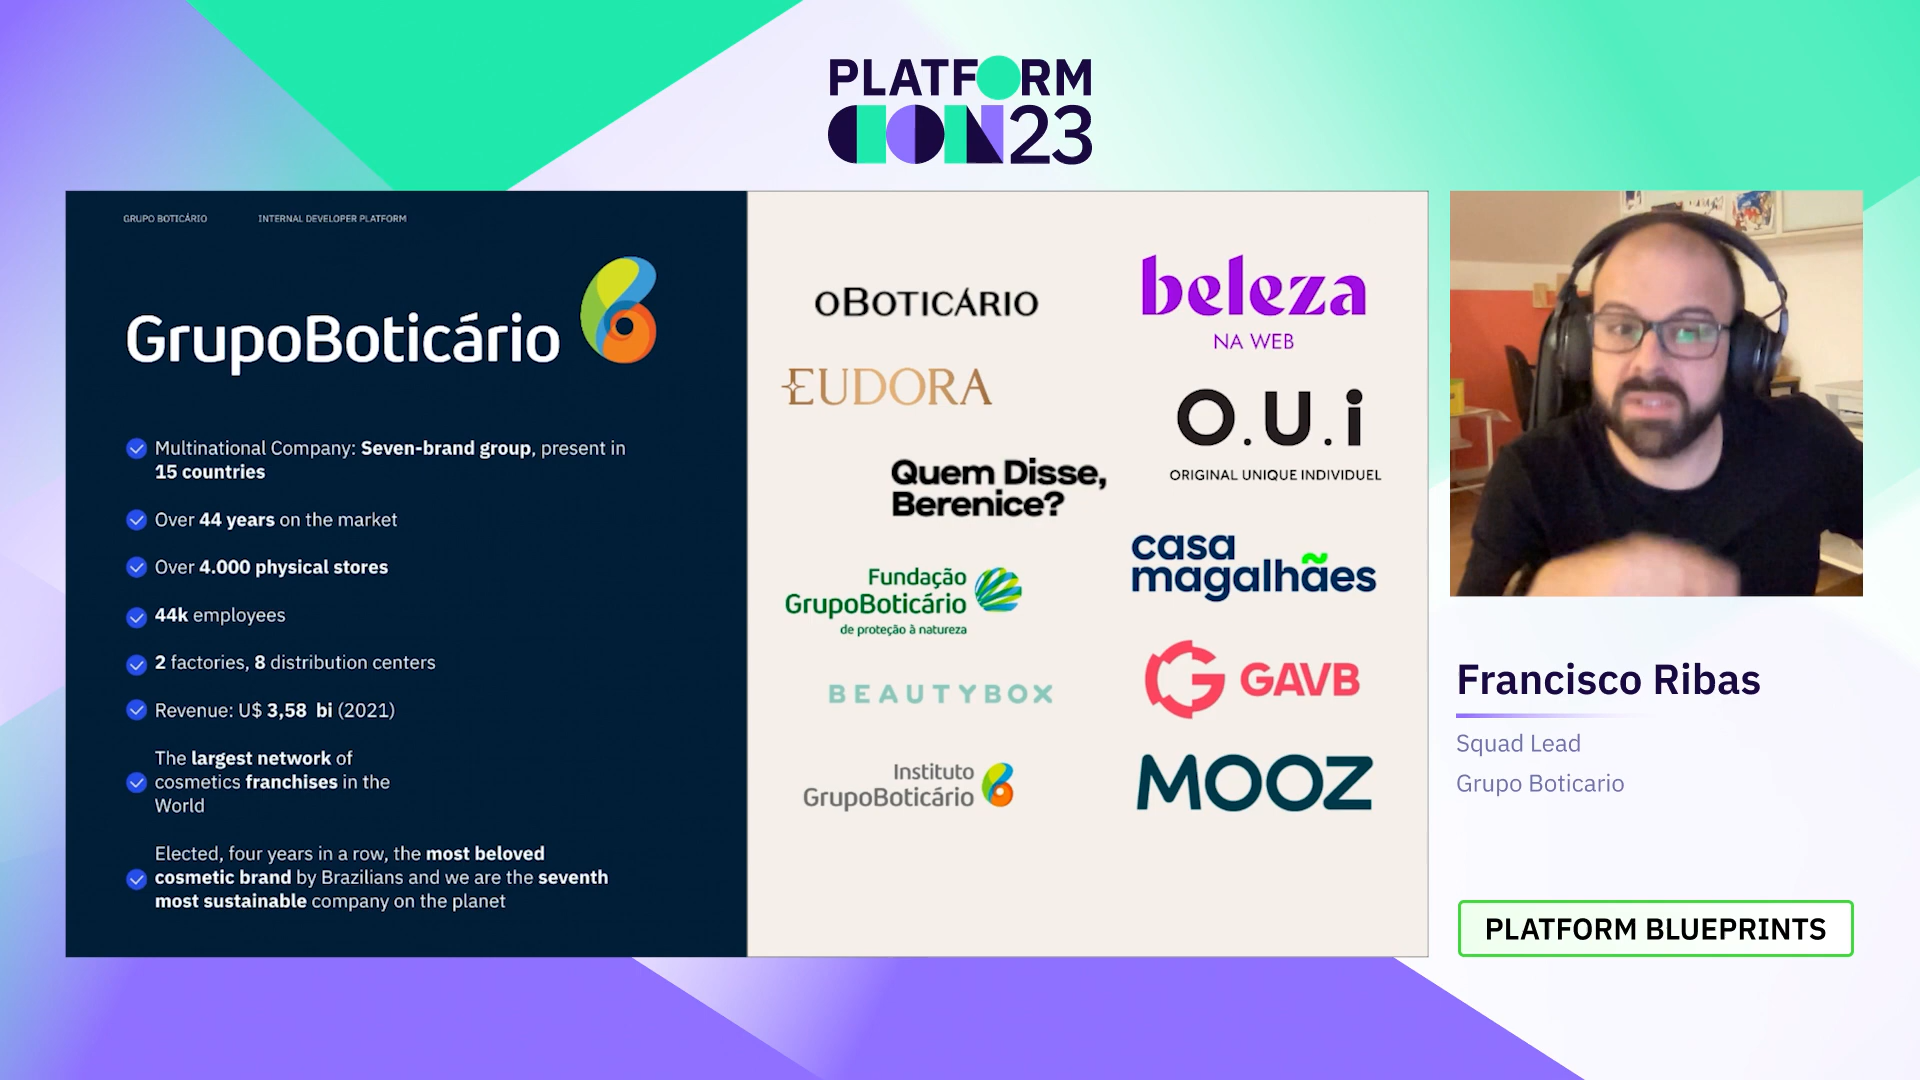 PLATFORM
CON23
GRUPO BOTICÁRIO
INTERNAL DEVELOPER PLATFORM
GrupoBoticário
Multinational Company: Seven-brand group, present in
15 countries
Over 44 years on the market
Over 4.000 physical stores
44k employees
2 factories, 8 distribution centers
Revenue: U$ 3,58 bi (2021)
The largest network of
cosmetics franchises in the
World
Elected, four years in a row, the most beloved
cosmetic brand by Brazilians and we are the seventh
most sustainable company on the planet
oBOTICÁRIO
EUDORA
Quem Disse,
Berenice?
Fundação
GrupoBoticário
de proteção à natureza
BEAUTYBOX
Instituto
GrupoBoticário
beleza
NA WEB
O.U.i
ORIGINAL UNIQUE INDIVIDUEL
casa
magalhães
GAVB
MOOZ
Francisco Ribas
Squad Lead
Grupo Boticario
PLATFORM BLUEPRINTS